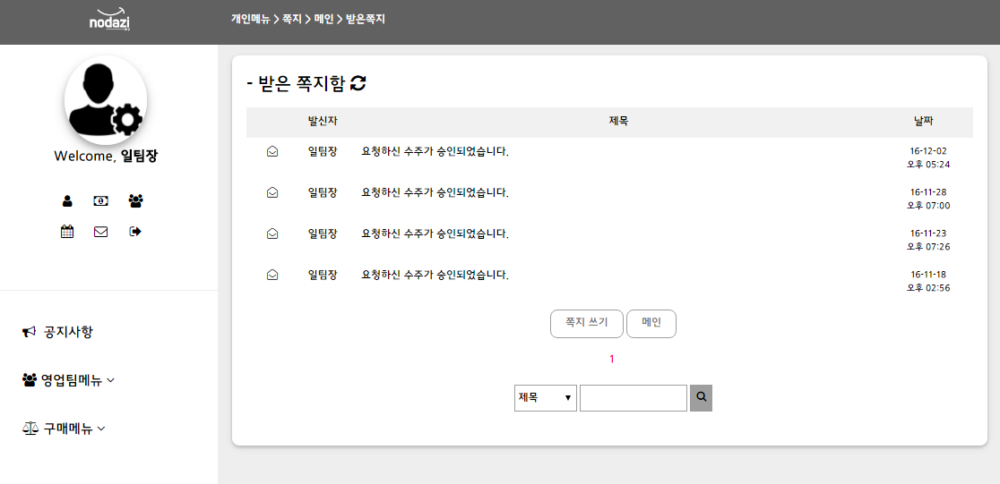 nodazi
개인메뉴 > 쪽지 > 메인 > 받은쪽지
Welcome, 일팀장
공지사항
영업팀메뉴
구매메뉴
- 받은 쪽지함
발신자 제목 날짜
일팀장 요청하신 수주가 승인되었습니다. 16-12-02
오후 05:24
일팀장 요청하신 수주가 승인되었습니다. 16-11-28
오후 07:00
일팀장 요청하신 수주가 승인되었습니다. 16-11-23
오후 07:26
일팀장 요청하신 수주가 승인되었습니다. 16-11-18
오후 02:56
쪽지 쓰기 메인
1
제목